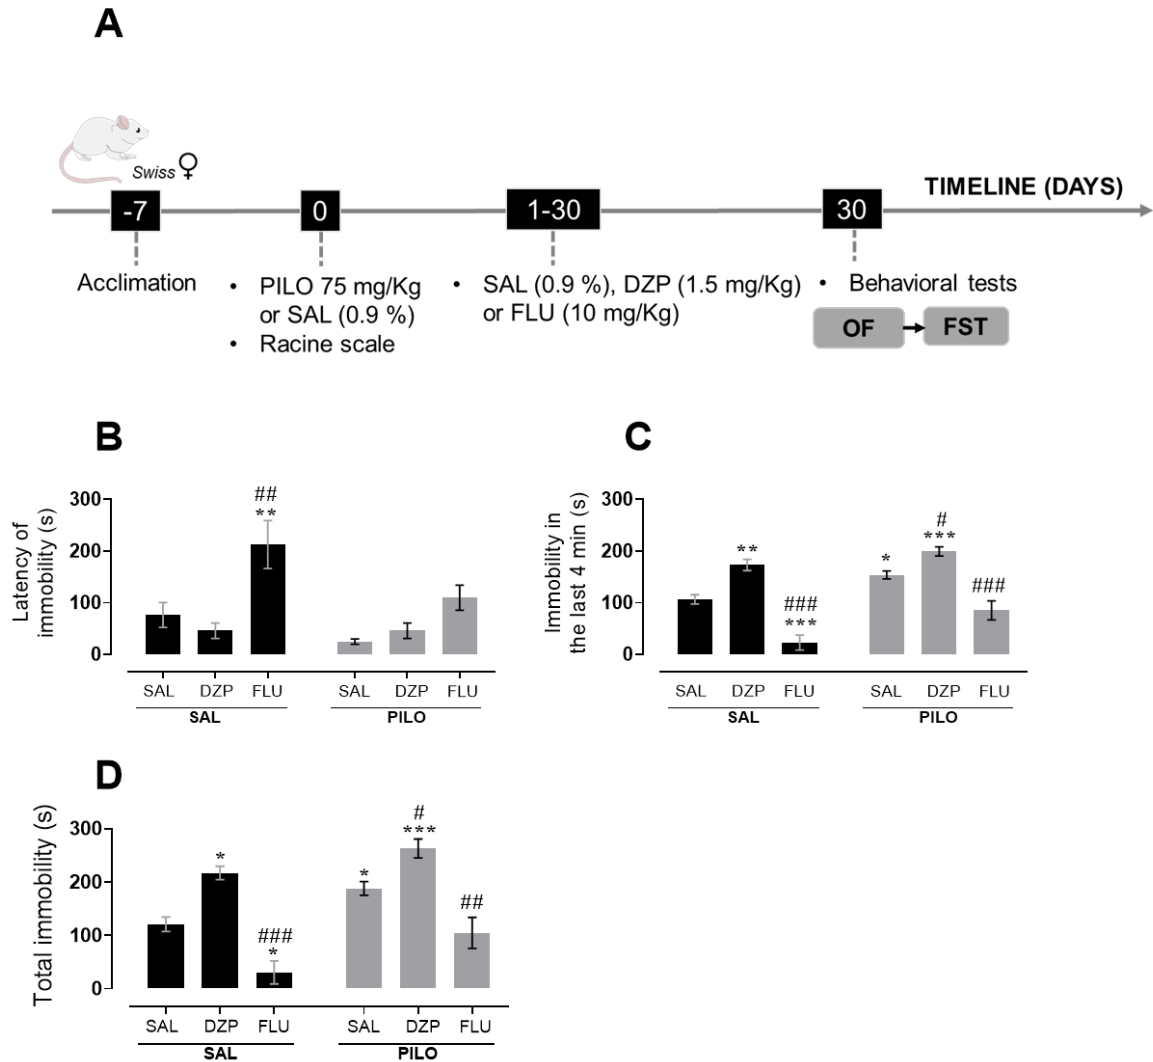 A
Swiss♀
-7
0
1-30
30
TIMELINE (DAYS)
Acclimation
• PILO 75 mg/Kg
or SAL (0.9 %)
• Racine scale
• SAL (0.9 %), DZP (1.5 mg/Kg)
or FLU (10 mg/Kg)
• Behavioral tests
OF
FST
B
Latency of
immobility (s)
300
200
100
0
##
**
SAL DZP FLU SAL DZP FLU
SAL PILO
C
Immobility in
the last 4 min (s)
300
200
100
0
**
###
***
*
#
***
###
SAL DZP FLU SAL DZP FLU
SAL PILO
D
Total immobility (s)
300
200
100
0
*
###
*
*
#
***
##
SAL DZP FLU SAL DZP FLU
SAL PILO